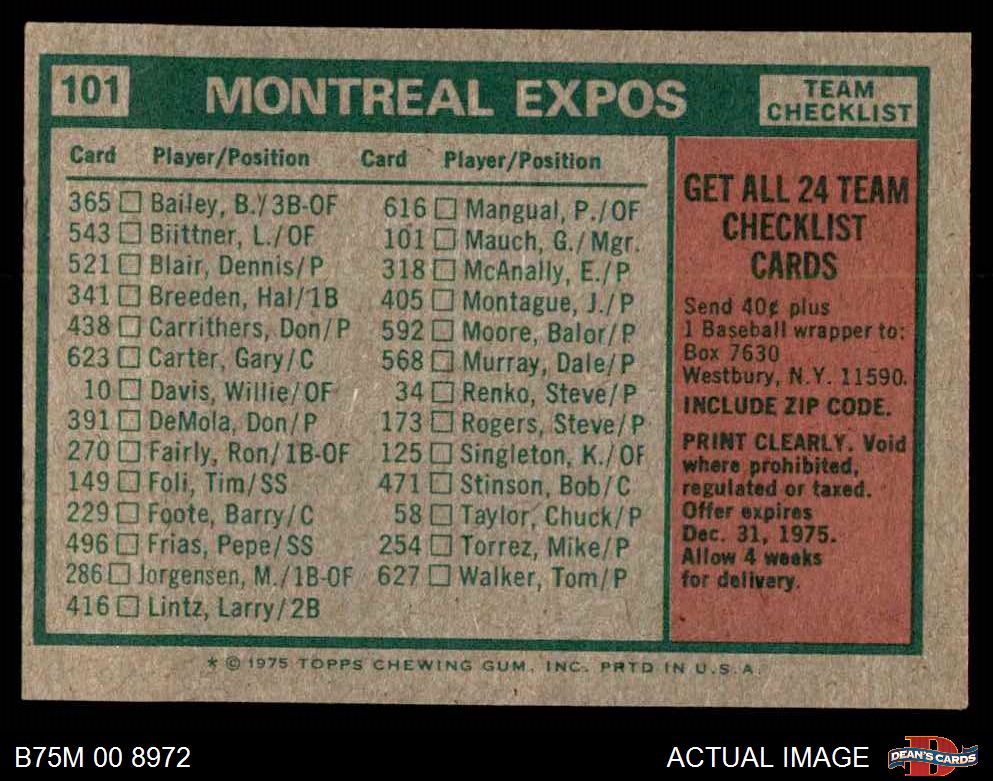 101 MONTREAL EXPOS TEAM CHECKLIST
Card Player/Position Card Player/Position
365 Bailey, B./3B-OF
543 Biittner, L./OF
521 Blair, Dennis/P
341 Breeden, Hal/1B
438 Carrithers, Don/P
623 Carter, Gary/C
10 Davis, Willie/OF
391 DeMola, Don/P
270 Fairly, Ron/1B-OF
149 Foli, Tim/SS
229 Foote, Barry/C
496 Frias, Pepe/SS
286 Jorgensen, M./1B-OF
416 Lintz, Larry/2B
616 Mangual, P./OF
101 Mauch, G./Mgr.
318 McAnally, E./P
405 Montague, J./P
592 Moore, Balor/P
568 Murray, Dale/P
34 Renko, Steve/P
173 Rogers, Steve/P
125 Singleton, K./OF
471 Stinson, Bob/C
58 Taylor, Chuck/P
254 Torrez, Mike/P
627 Walker, Tom/P
GET ALL 24 TEAM
CHECKLIST
CARDS
Send 40¢ plus
1 Baseball wrapper to:
Box 7630
Westbury, N.Y. 11590.
INCLUDE ZIP CODE.
PRINT CLEARLY. Void
where prohibited,
regulated or taxed.
Offer expires
Dec. 31, 1975.
Allow 4 weeks
for delivery.
* © 1975 TOPPS CHEWING GUM, INC. PRTD IN U.S.A.
B75M 00 8972
ACTUAL IMAGE
DEAN'S CARDS